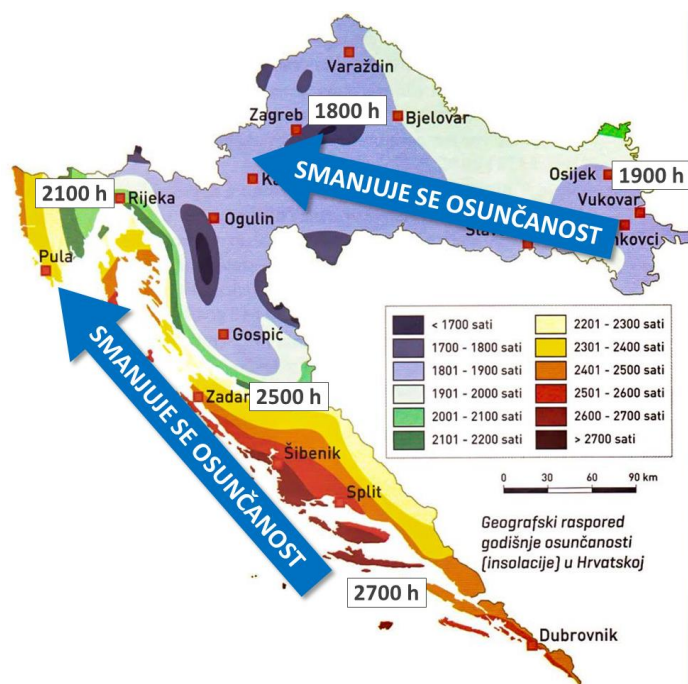 Varaždin
Zagreb
1800 h
Bjelovar
SMANJUJE SE OSUNČANOST
Osijek
1900 h
Vukovar
2100 h
Rijeka
Ogulin
Pula
Gospić
SMANJUJE SE OSUNČANOST
Zadar
2500 h
Šibenik
Split
2700 h
Dubrovnik
< 1700 sati
1700 - 1800 sati
1801 - 1900 sati
1901 - 2000 sati
2001 - 2100 sati
2101 - 2200 sati
2201 - 2300 sati
2301 - 2400 sati
2401 - 2500 sati
2501 - 2600 sati
2600 - 2700 sati
> 2700 sati
0 30 60 90 km
Geografski raspored
godišnje osunčanosti
(insolacije) u Hrvatskoj